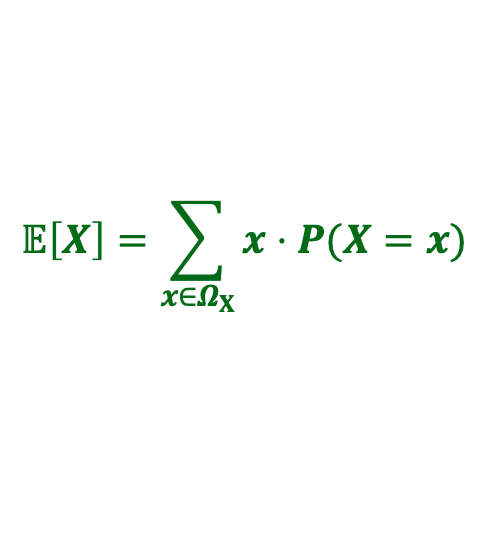 𝔼[X] = ∑ x · P(X = x)
x∈Ω_X